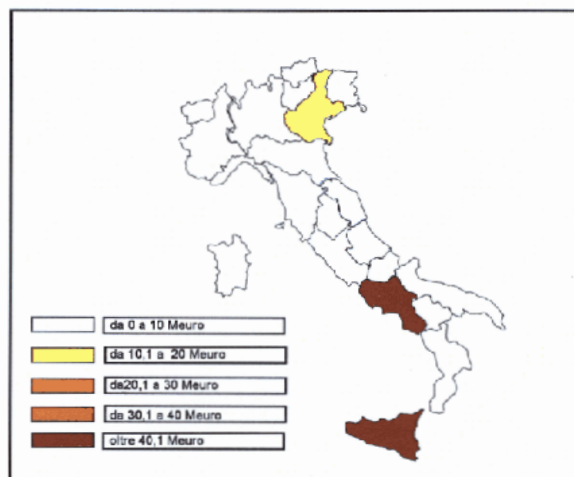 da 0 a 10 Meuro
da 10,1 a 20 Meuro
da20,1 a 30 Meuro
da 30,1 a 40 Meuro
oltre 40,1 Meuro